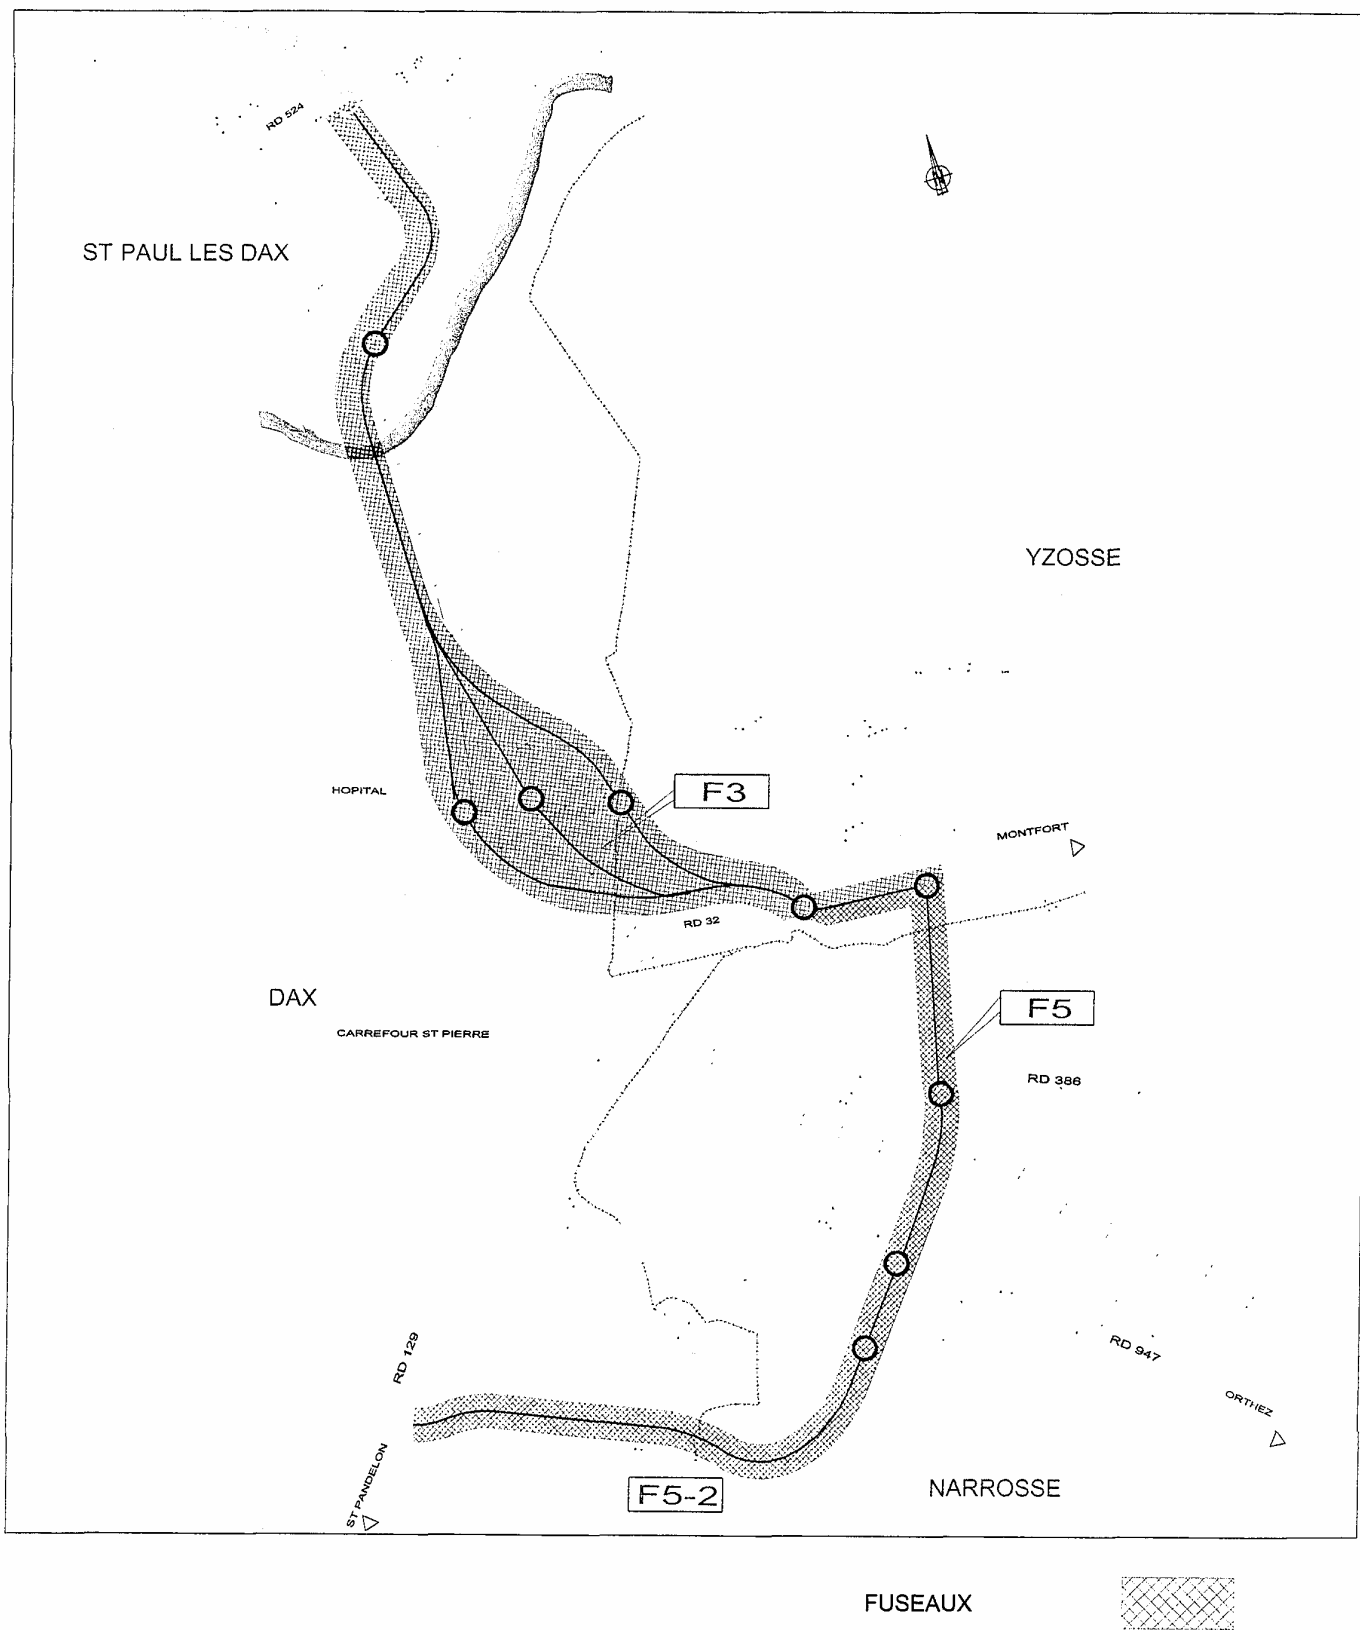 RD 524
ST PAUL LES DAX
YZOSSE
HOPITAL
F3
MONTFORT
RD 32
DAX
F5
CARREFOUR ST PIERRE
RD 386
RD 129
RD 947
ORTHEZ
ST PANDELON
F5-2
NARROSSE
FUSEAUX